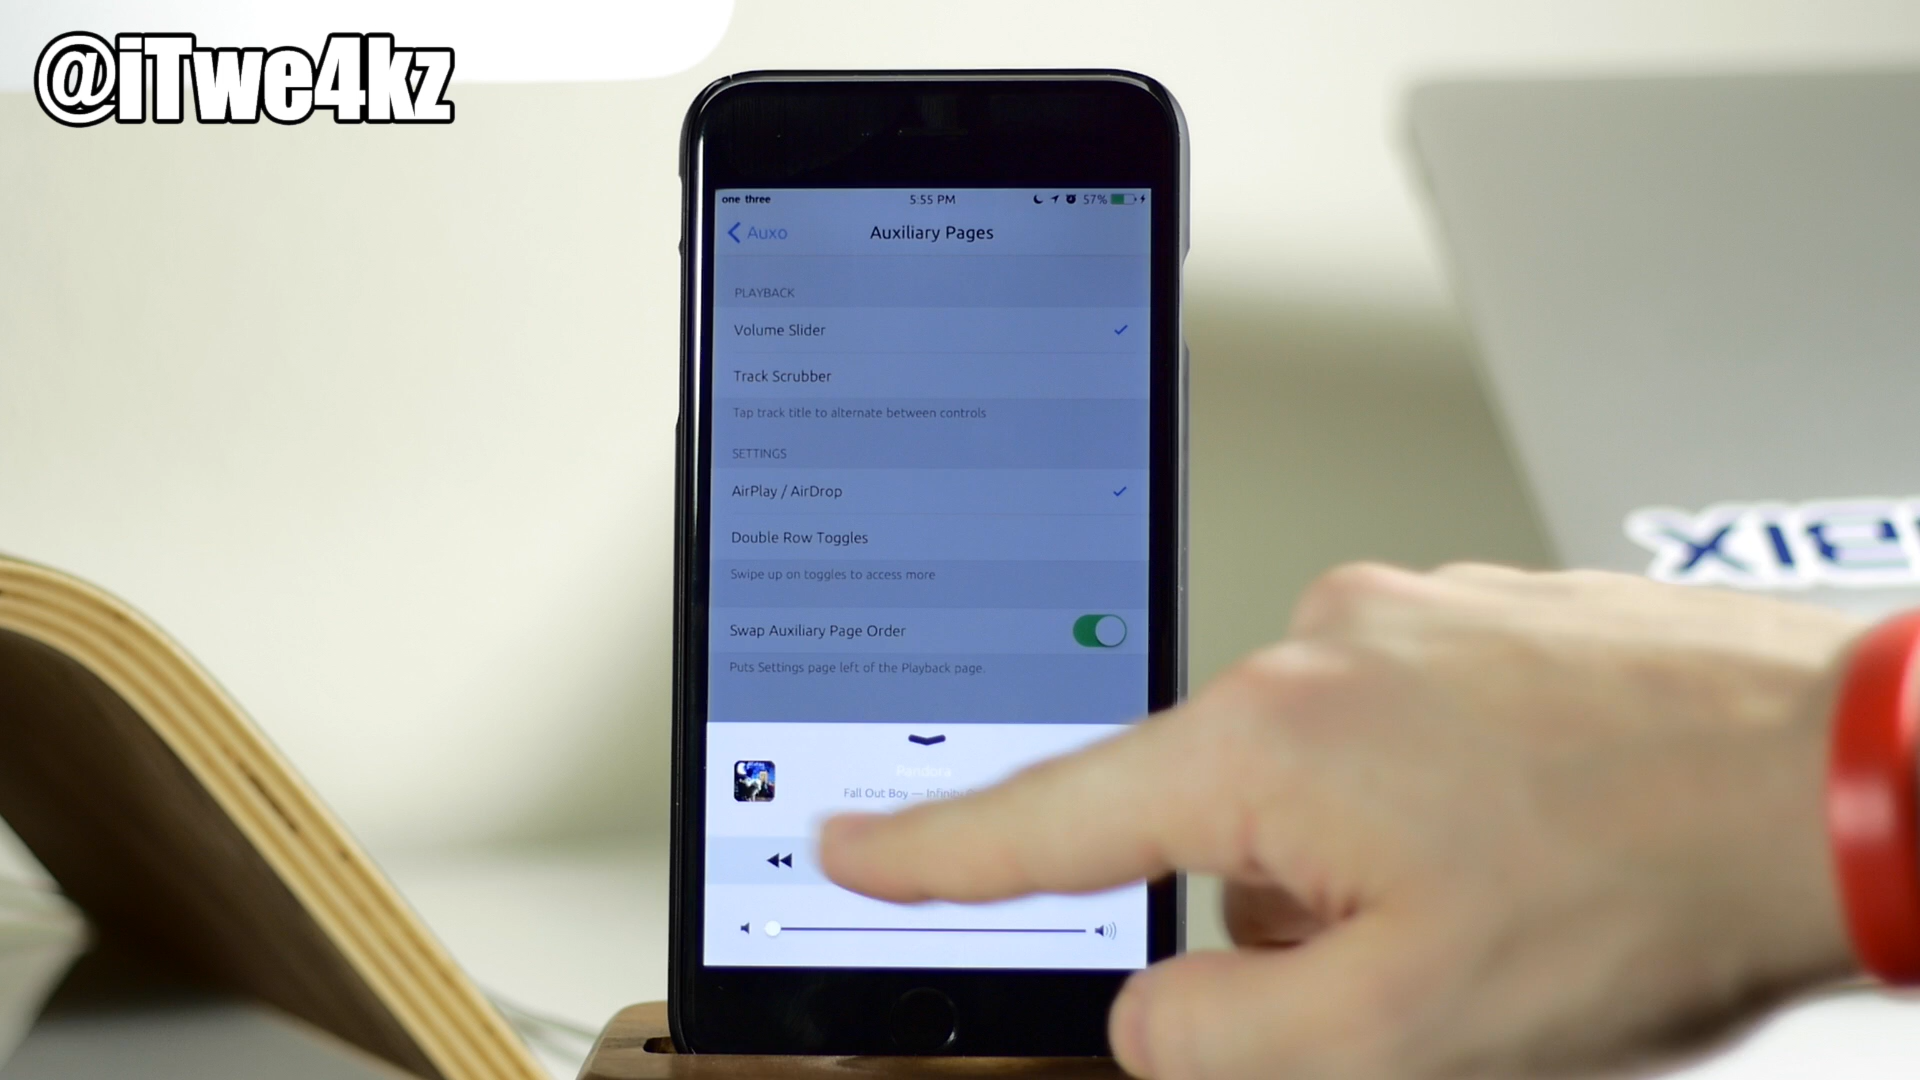 @iTwe4kz
one three
5:55 PM
57%
Auxo
Auxiliary Pages
PLAYBACK
Volume Slider
Track Scrubber
Tap track title to alternate between controls
SETTINGS
AirPlay / AirDrop
Double Row Toggles
Swipe up on toggles to access more
Swap Auxiliary Page Order
Puts Settings page left of the Playback page.
Pandora
Fall Out Boy — Infinity